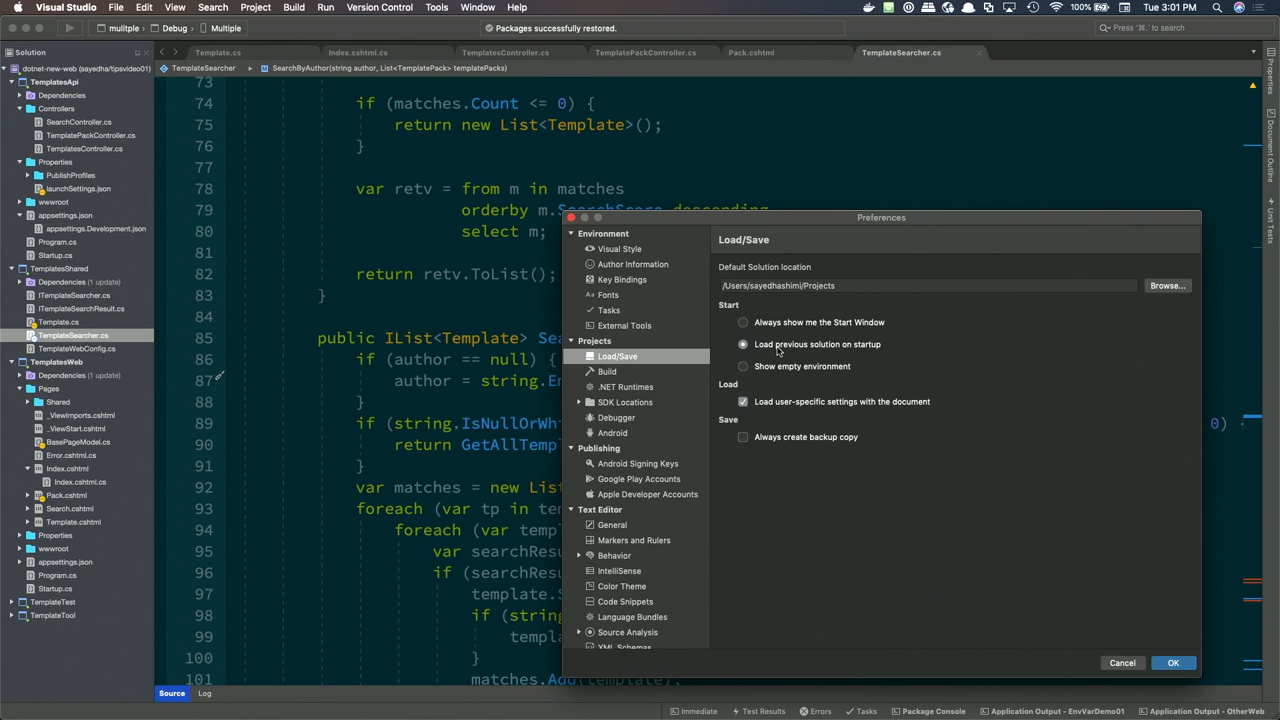 Visual Studio File Edit View Search Project Build Run Version Control Tools Window Help 100% Tue 3:01 PM
mulitple Debug Multiple Packages successfully restored. Press '⌘.' to search
Solution
Template.cs Index.cshtml.cs TemplatesController.cs TemplatePackController.cs Pack.cshtml TemplateSearcher.cs
TemplateSearcher SearchByAuthor(string author, List<TemplatePack> templatePacks)
dotnet-new-web (sayedha/tipsvideo01)
TemplatesApi
Dependencies
Controllers
SearchController.cs
TemplatePackController.cs
TemplatesController.cs
Properties
PublishProfiles
launchSettings.json
wwwroot
appsettings.json
appsettings.Development.json
Program.cs
Startup.cs
TemplatesShared
Dependencies (1 update)
ITemplateSearcher.cs
ITemplateSearchResult.cs
Template.cs
TemplateSearcher.cs
TemplateWebConfig.cs
TemplatesWeb
Dependencies (1 update)
Pages
Shared
_ViewImports.cshtml
_ViewStart.cshtml
BasePageModel.cs
Error.cshtml.cs
Index.cshtml
Index.cshtml.cs
Pack.cshtml
Search.cshtml
Template.cshtml
Properties
wwwroot
appsettings.json
Program.cs
Startup.cs
TemplateTest
TemplateTool
73
74 if (matches.Count <= 0) {
75 return new List<Template>();
76 }
77
78 var retv = from m in matches
79 orderby m.SearchScore descending
80 select m;
81
82 return retv.ToList();
83 }
84
85 public IList<Template> Sea
86 if (author == null) {
87 author = string.Em
88 }
89 if (string.IsNullOrWhi 0) {
90 return GetAllTempl
91 }
92 var matches = new List
93 foreach (var tp in tem
94 foreach (var templ
95 var searchResu
96 if (searchResu
97 template.S
98 if (string
99 templa
100 }
101 matches.Add(template);
Preferences
Environment
Visual Style
Author Information
Key Bindings
Fonts
Tasks
External Tools
Projects
Load/Save
Build
.NET Runtimes
SDK Locations
Debugger
Android
Publishing
Android Signing Keys
Google Play Accounts
Apple Developer Accounts
Text Editor
General
Markers and Rulers
Behavior
IntelliSense
Color Theme
Code Snippets
Language Bundles
Source Analysis
XML Schemas
Load/Save
Default Solution location
/Users/sayedhashimi/Projects Browse...
Start
Always show me the Start Window
Load previous solution on startup
Show empty environment
Load
Load user-specific settings with the document
Save
Always create backup copy
Cancel OK
Properties
Document Outline
Unit Tests
Source Log
Immediate Test Results Errors Tasks Package Console Application Output - EnvVarDemo01 Application Output - OtherWeb